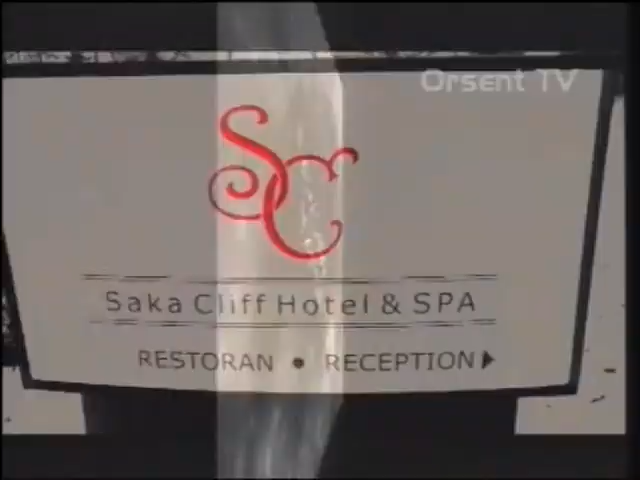 Orsent TV
SC
Saka Cliff Hotel & SPA
RESTORAN • RECEPTION